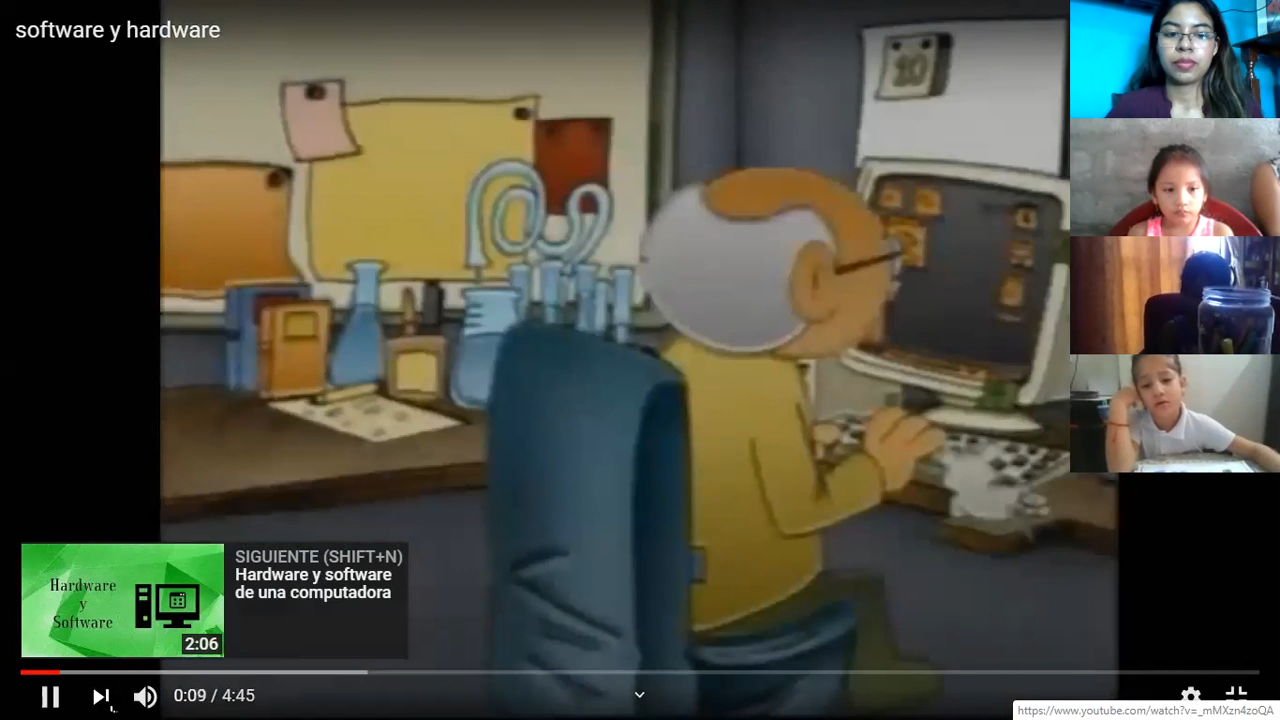 software y hardware
10
SIGUIENTE (SHIFT+N)
Hardware y software
de una computadora
Hardware
y
Software
2:06
0:09 / 4:45
https://www.youtube.com/watch?v=_mMXzn4zoQA